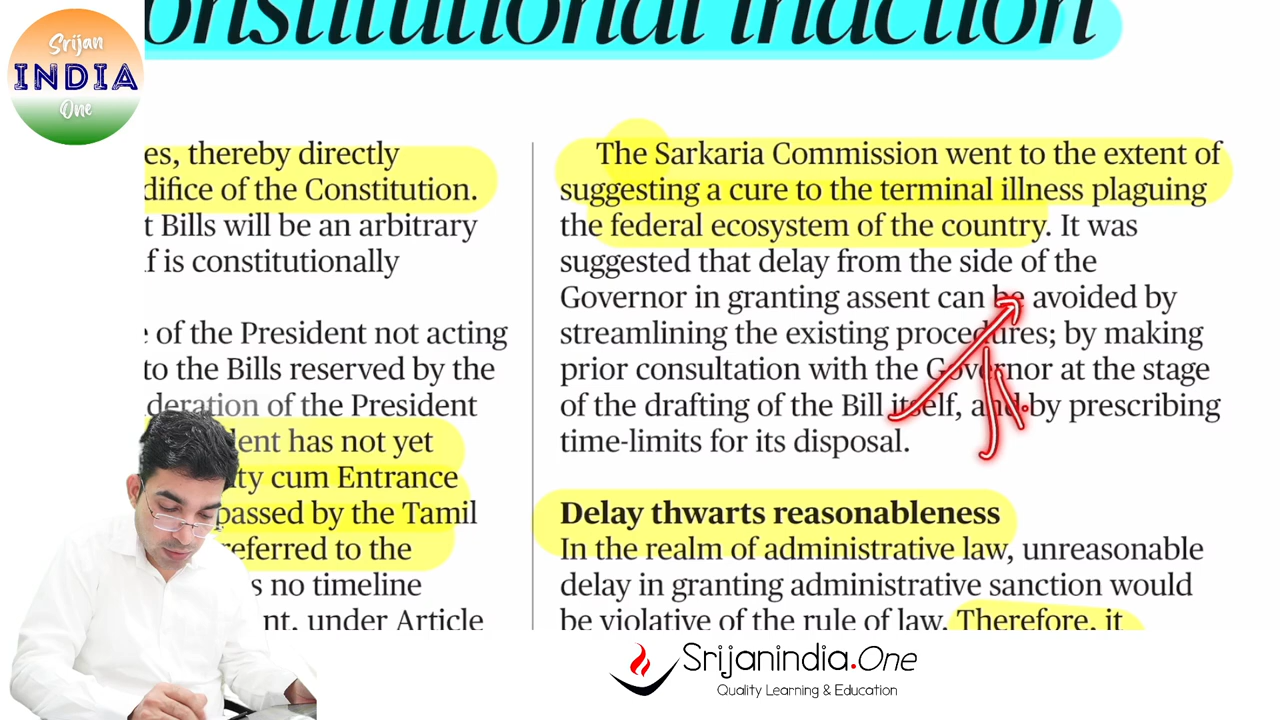 onstitutional inaction
Srijan
INDIA
One
es, thereby directly
difice of the Constitution.
t Bills will be an arbitrary
f is constitutionally
e of the President not acting
to the Bills reserved by the
deration of the President
dent has not yet
ty cum Entrance
passed by the Tamil
referred to the
s no timeline
nt, under Article
The Sarkaria Commission went to the extent of
suggesting a cure to the terminal illness plaguing
the federal ecosystem of the country. It was
suggested that delay from the side of the
Governor in granting assent can be avoided by
streamlining the existing procedures; by making
prior consultation with the Governor at the stage
of the drafting of the Bill itself, and by prescribing
time-limits for its disposal.
Delay thwarts reasonableness
In the realm of administrative law, unreasonable
delay in granting administrative sanction would
be violative of the rule of law. Therefore, it
Srijanindia.One
Quality Learning & Education